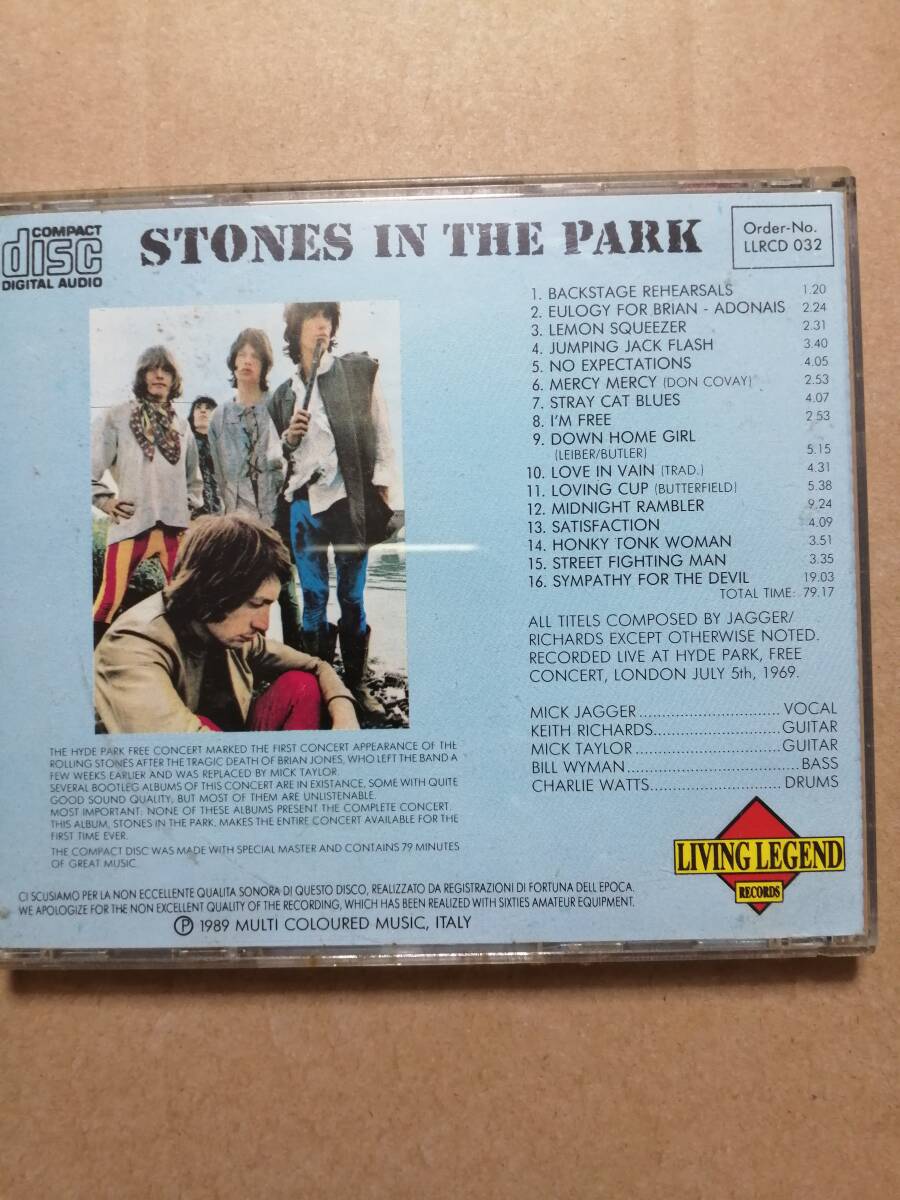 COMPACT
disc
DIGITAL AUDIO
STONES IN THE PARK
Order-No.
LLRCD 032
1. BACKSTAGE REHEARSALS 1.20
2. EULOGY FOR BRIAN - ADONAIS 2.24
3. LEMON SQUEEZER 2.31
4. JUMPING JACK FLASH 3.40
5. NO EXPECTATIONS 4.05
6. MERCY MERCY (DON COVAY) 2.53
7. STRAY CAT BLUES 4.07
8. I'M FREE 2.53
9. DOWN HOME GIRL
(LEIBER/BUTLER) 5.15
10. LOVE IN VAIN (TRAD.) 4.31
11. LOVING CUP (BUTTERFIELD) 5.38
12. MIDNIGHT RAMBLER 9.24
13. SATISFACTION 4.09
14. HONKY TONK WOMAN 3.51
15. STREET FIGHTING MAN 3.35
16. SYMPATHY FOR THE DEVIL 19.03
TOTAL TIME: 79.17
ALL TITELS COMPOSED BY JAGGER/
RICHARDS EXCEPT OTHERWISE NOTED.
RECORDED LIVE AT HYDE PARK, FREE
CONCERT, LONDON JULY 5th, 1969.
MICK JAGGER................................VOCAL
KEITH RICHARDS............................GUITAR
MICK TAYLOR................................GUITAR
BILL WYMAN.....................................BASS
CHARLIE WATTS..............................DRUMS
THE HYDE PARK FREE CONCERT MARKED THE FIRST CONCERT APPEARANCE OF THE
ROLLING STONES AFTER THE TRAGIC DEATH OF BRIAN JONES, WHO LEFT THE BAND A
FEW WEEKS EARLIER AND WAS REPLACED BY MICK TAYLOR.
SEVERAL BOOTLEG ALBUMS OF THIS CONCERT ARE IN EXISTANCE, SOME WITH QUITE
GOOD SOUND QUALITY, BUT MOST OF THEM ARE UNLISTENABLE.
MOST IMPORTANT: NONE OF THESE ALBUMS PRESENT THE COMPLETE CONCERT.
THIS ALBUM, STONES IN THE PARK, MAKES THE ENTIRE CONCERT AVAILABLE FOR THE
FIRST TIME EVER.
THE COMPACT DISC WAS MADE WITH SPECIAL MASTER AND CONTAINS 79 MINUTES
OF GREAT MUSIC.
LIVING LEGEND
RECORDS
CI SCUSIAMO PER LA NON ECCELLENTE QUALITA SONORA DI QUESTO DISCO, REALIZZATO DA REGISTRAZIONI DI FORTUNA DELL EPOCA.
WE APOLOGIZE FOR THE NON EXCELLENT QUALITY OF THE RECORDING, WHICH HAS BEEN REALIZED WITH SIXTIES AMATEUR EQUIPMENT.
Ⓟ 1989 MULTI COLOURED MUSIC, ITALY